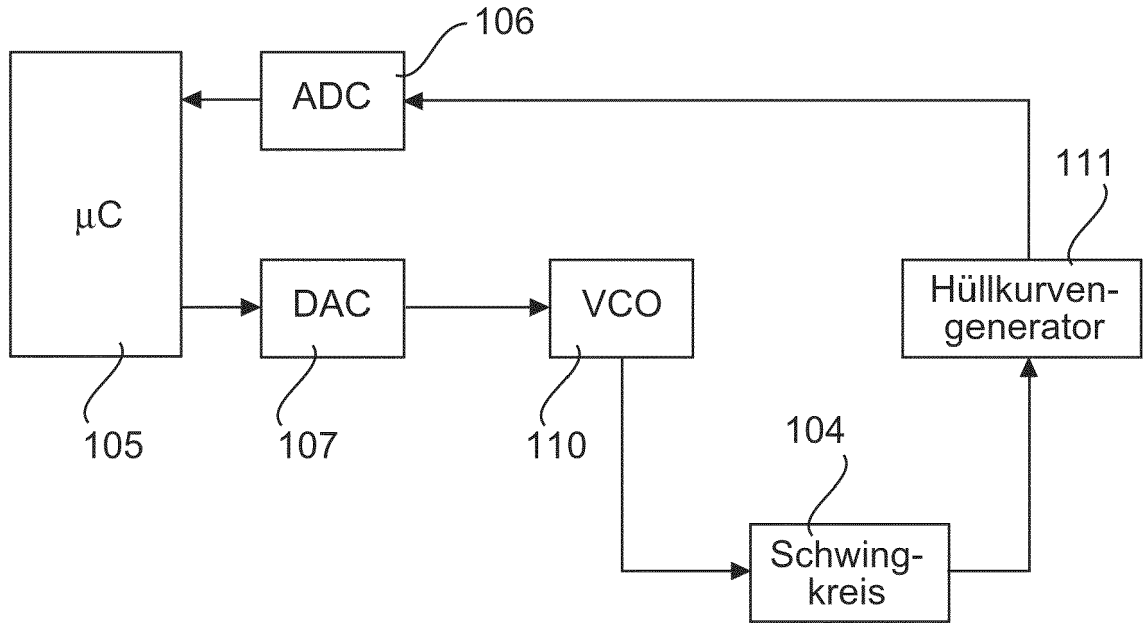 106
ADC
111
µC
DAC
VCO
Hüllkurven-
generator
105
107
110
104
Schwing-
kreis